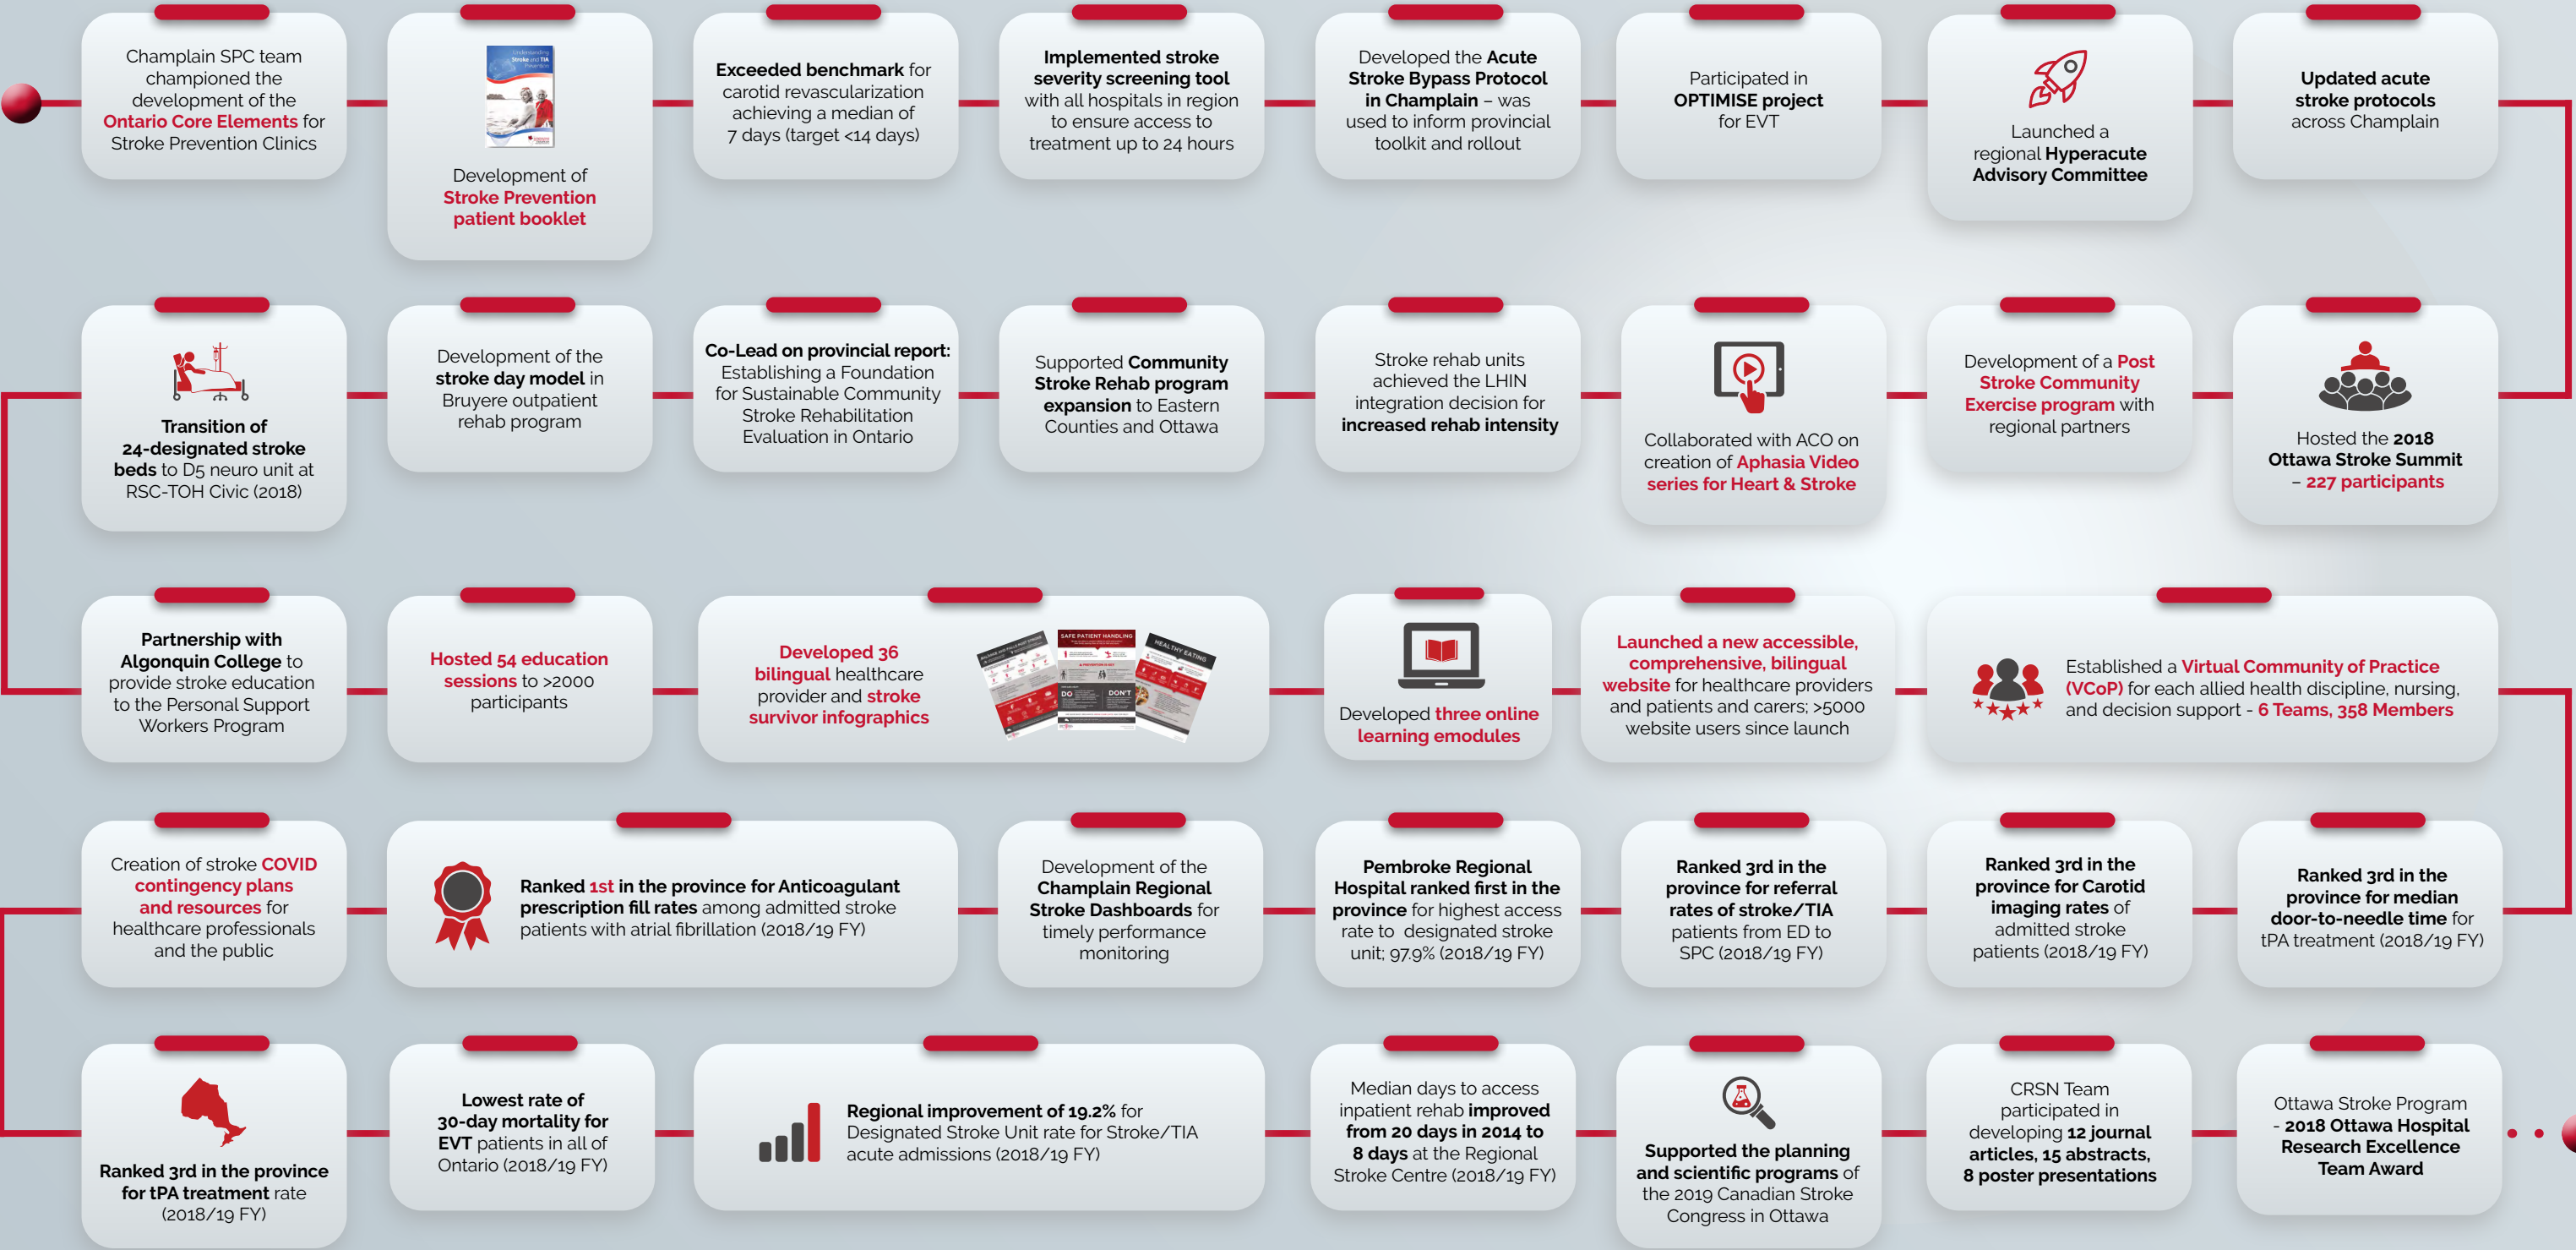 Champlain SPC team
championed the
development of the
Ontario Core Elements for
Stroke Prevention Clinics
Understanding
Stroke and TIA
Prevention
Development of
Stroke Prevention
patient booklet
Exceeded benchmark for
carotid revascularization
achieving a median of
7 days (target <14 days)
Implemented stroke
severity screening tool
with all hospitals in region
to ensure access to
treatment up to 24 hours
Developed the Acute
Stroke Bypass Protocol
in Champlain – was
used to inform provincial
toolkit and rollout
Participated in
OPTIMISE project
for EVT
Launched a
regional Hyperacute
Advisory Committee
Updated acute
stroke protocols
across Champlain
Transition of
24-designated stroke
beds to D5 neuro unit at
RSC-TOH Civic (2018)
Development of the
stroke day model in
Bruyere outpatient
rehab program
Co-Lead on provincial report:
Establishing a Foundation
for Sustainable Community
Stroke Rehabilitation
Evaluation in Ontario
Supported Community
Stroke Rehab program
expansion to Eastern
Counties and Ottawa
Stroke rehab units
achieved the LHIN
integration decision for
increased rehab intensity
Collaborated with ACO on
creation of Aphasia Video
series for Heart & Stroke
Development of a Post
Stroke Community
Exercise program with
regional partners
Hosted the 2018
Ottawa Stroke Summit
– 227 participants
Partnership with
Algonquin College to
provide stroke education
to the Personal Support
Workers Program
Hosted 54 education
sessions to >2000
participants
Developed 36
bilingual healthcare
provider and stroke
survivor infographics
SAFE PATIENT HANDLING
DO
DON'T
HEALTHY EATING
Developed three online
learning emodules
Launched a new accessible,
comprehensive, bilingual
website for healthcare providers
and patients and carers; >5000
website users since launch
Established a Virtual Community of Practice
(VCoP) for each allied health discipline, nursing,
and decision support - 6 Teams, 358 Members
Creation of stroke COVID
contingency plans
and resources for
healthcare professionals
and the public
Ranked 1st in the province for Anticoagulant
prescription fill rates among admitted stroke
patients with atrial fibrillation (2018/19 FY)
Development of the
Champlain Regional
Stroke Dashboards for
timely performance
monitoring
Pembroke Regional
Hospital ranked first in the
province for highest access
rate to designated stroke
unit; 97.9% (2018/19 FY)
Ranked 3rd in the
province for referral
rates of stroke/TIA
patients from ED to
SPC (2018/19 FY)
Ranked 3rd in the
province for Carotid
imaging rates of
admitted stroke
patients (2018/19 FY)
Ranked 3rd in the
province for median
door-to-needle time for
tPA treatment (2018/19 FY)
Ranked 3rd in the province
for tPA treatment rate
(2018/19 FY)
Lowest rate of
30-day mortality for
EVT patients in all of
Ontario (2018/19 FY)
Regional improvement of 19.2% for
Designated Stroke Unit rate for Stroke/TIA
acute admissions (2018/19 FY)
Median days to access
inpatient rehab improved
from 20 days in 2014 to
8 days at the Regional
Stroke Centre (2018/19 FY)
Supported the planning
and scientific programs of
the 2019 Canadian Stroke
Congress in Ottawa
CRSN Team
participated in
developing 12 journal
articles, 15 abstracts,
8 poster presentations
Ottawa Stroke Program
- 2018 Ottawa Hospital
Research Excellence
Team Award